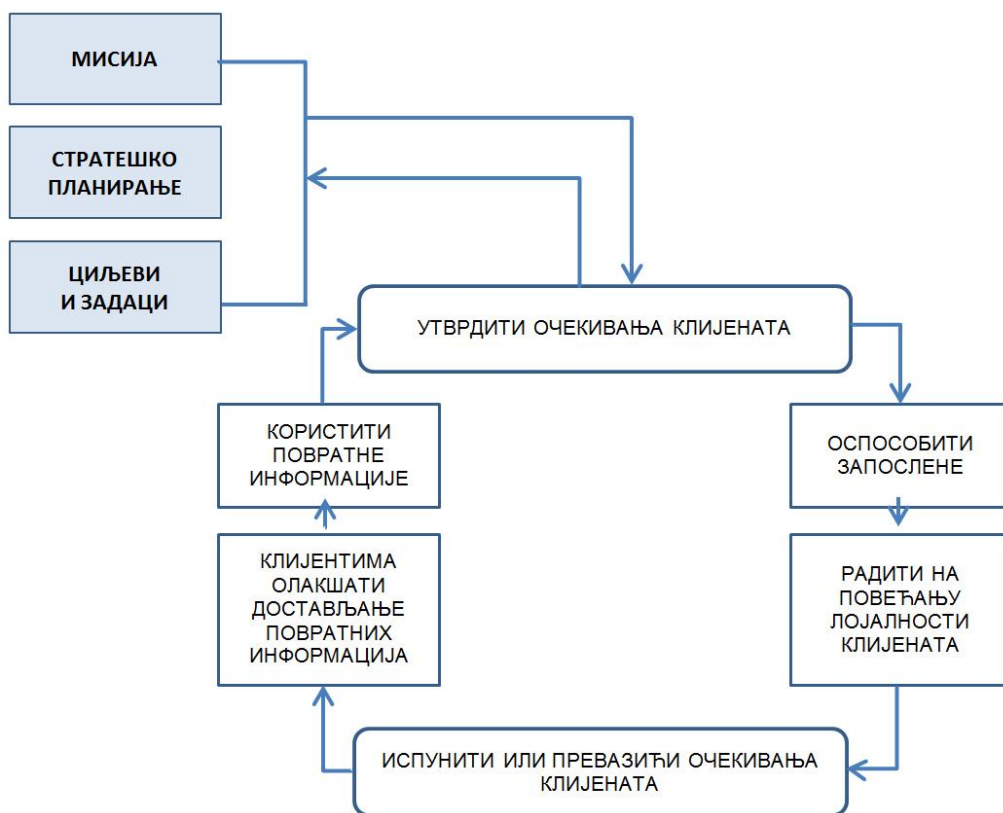 МИСИЈА
СТРАТЕШКО
ПЛАНИРАЊЕ
ЦИЉЕВИ
И ЗАДАЦИ
УТВРДИТИ ОЧЕКИВАЊА КЛИЈЕНАТА
КОРИСТИТИ
ПОВРАТНЕ
ИНФОРМАЦИЈЕ
ОСПОСОБИТИ
ЗАПОСЛЕНЕ
КЛИЈЕНТИМА
ОЛАКШАТИ
ДОСТАВЉАЊЕ
ПОВРАТНИХ
ИНФОРМАЦИЈА
РАДИТИ НА
ПОВЕЋАЊУ
ЛОЈАЛНОСТИ
КЛИЈЕНАТА
ИСПУНИТИ ИЛИ ПРЕВАЗИЋИ ОЧЕКИВАЊА
КЛИЈЕНАТА